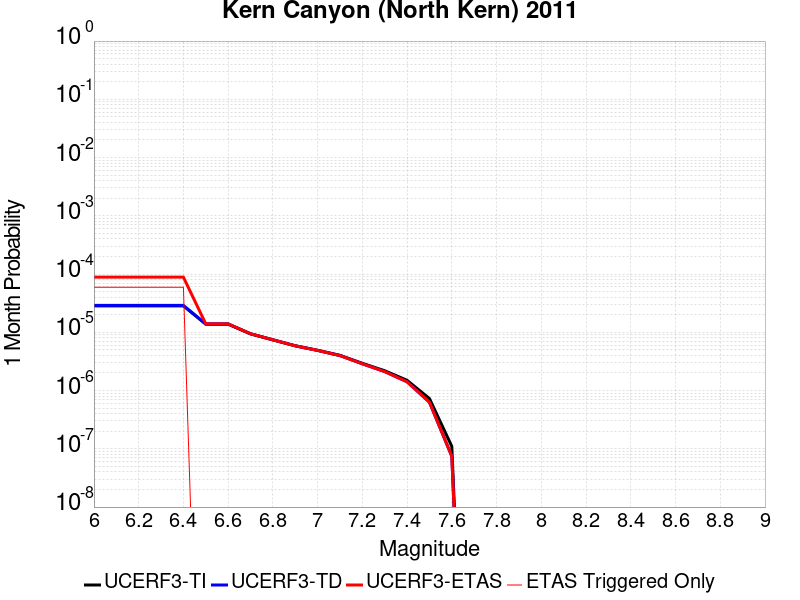 Kern Canyon (North Kern) 2011
1 Month Probability
10^0
10^-1
10^-2
10^-3
10^-4
10^-5
10^-6
10^-7
10^-8
6 6.2 6.4 6.6 6.8 7 7.2 7.4 7.6 7.8 8 8.2 8.4 8.6 8.8 9
Magnitude
UCERF3-TI UCERF3-TD UCERF3-ETAS ETAS Triggered Only